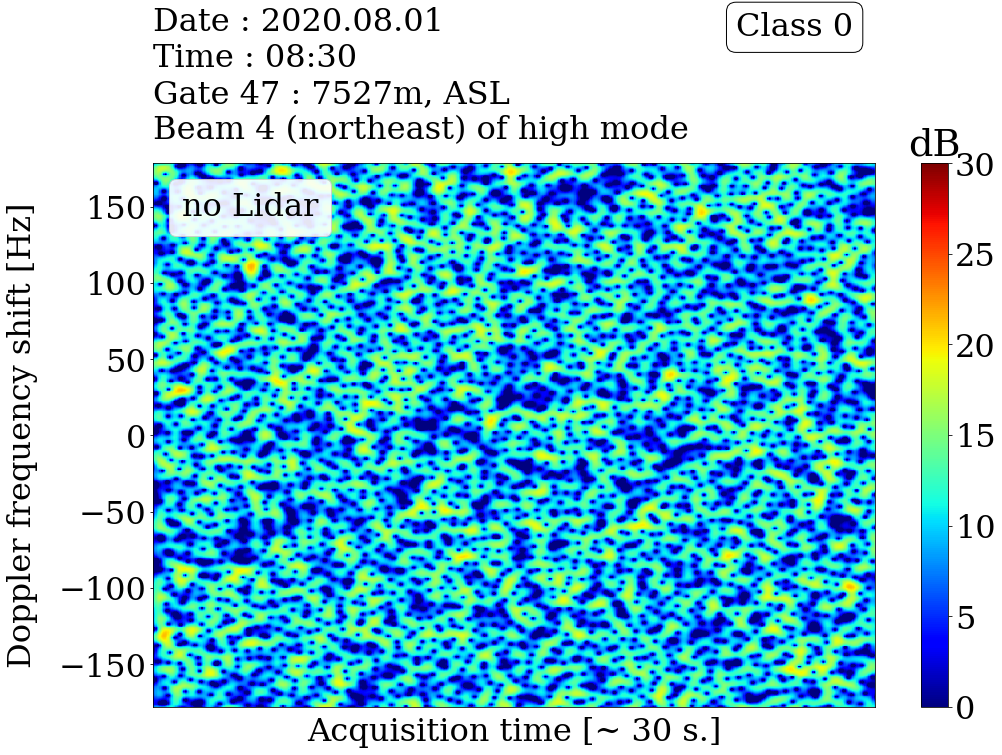 Date : 2020.08.01
Class 0
Time : 08:30
Gate 47 : 7527m, ASL
Beam 4 (northeast) of high mode
dB
no Lidar
Doppler frequency shift [Hz]
150
100
50
0
−50
−100
−150
30
25
20
15
10
5
0
Acquisition time [~ 30 s.]